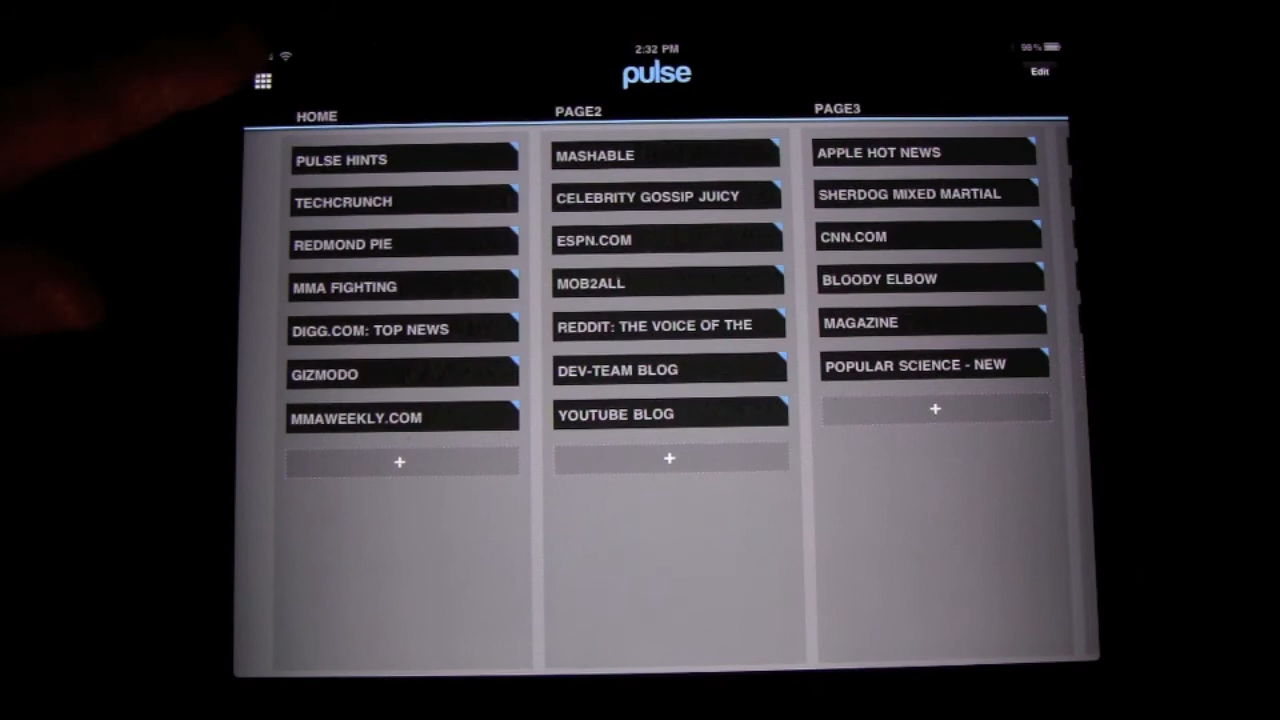 2:32 PM
98%
pulse
Edit
HOME
PULSE HINTS
TECHCRUNCH
REDMOND PIE
MMA FIGHTING
DIGG.COM: TOP NEWS
GIZMODO
MMAWEEKLY.COM
+
PAGE2
MASHABLE
CELEBRITY GOSSIP JUICY
ESPN.COM
MOB2ALL
REDDIT: THE VOICE OF THE
DEV-TEAM BLOG
YOUTUBE BLOG
+
PAGE3
APPLE HOT NEWS
SHERDOG MIXED MARTIAL
CNN.COM
BLOODY ELBOW
MAGAZINE
POPULAR SCIENCE - NEW
+